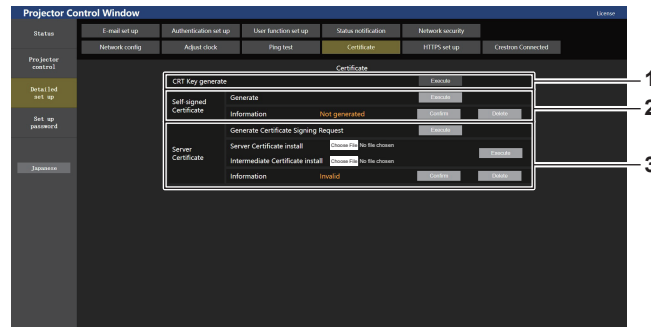 Projector Control Window
License
Status
E-mail set up
Authentication set up
User function set up
Status notification
Network security
Network config
Adjust clock
Ping test
Certificate
HTTPS set up
Crestron Connected
Projector
control
Detailed
set up
Set up
password
Japanese
Certificate
CRT Key generate
Execute
1
Self-signed
Certificate
Generate
Execute
Information
Not generated
Confirm
Delete
2
Server
Certificate
Generate Certificate Signing Request
Execute
Server Certificate install
Choose File No file chosen
Intermediate Certificate install
Choose File No file chosen
Execute
Information
Invalid
Confirm
Delete
3